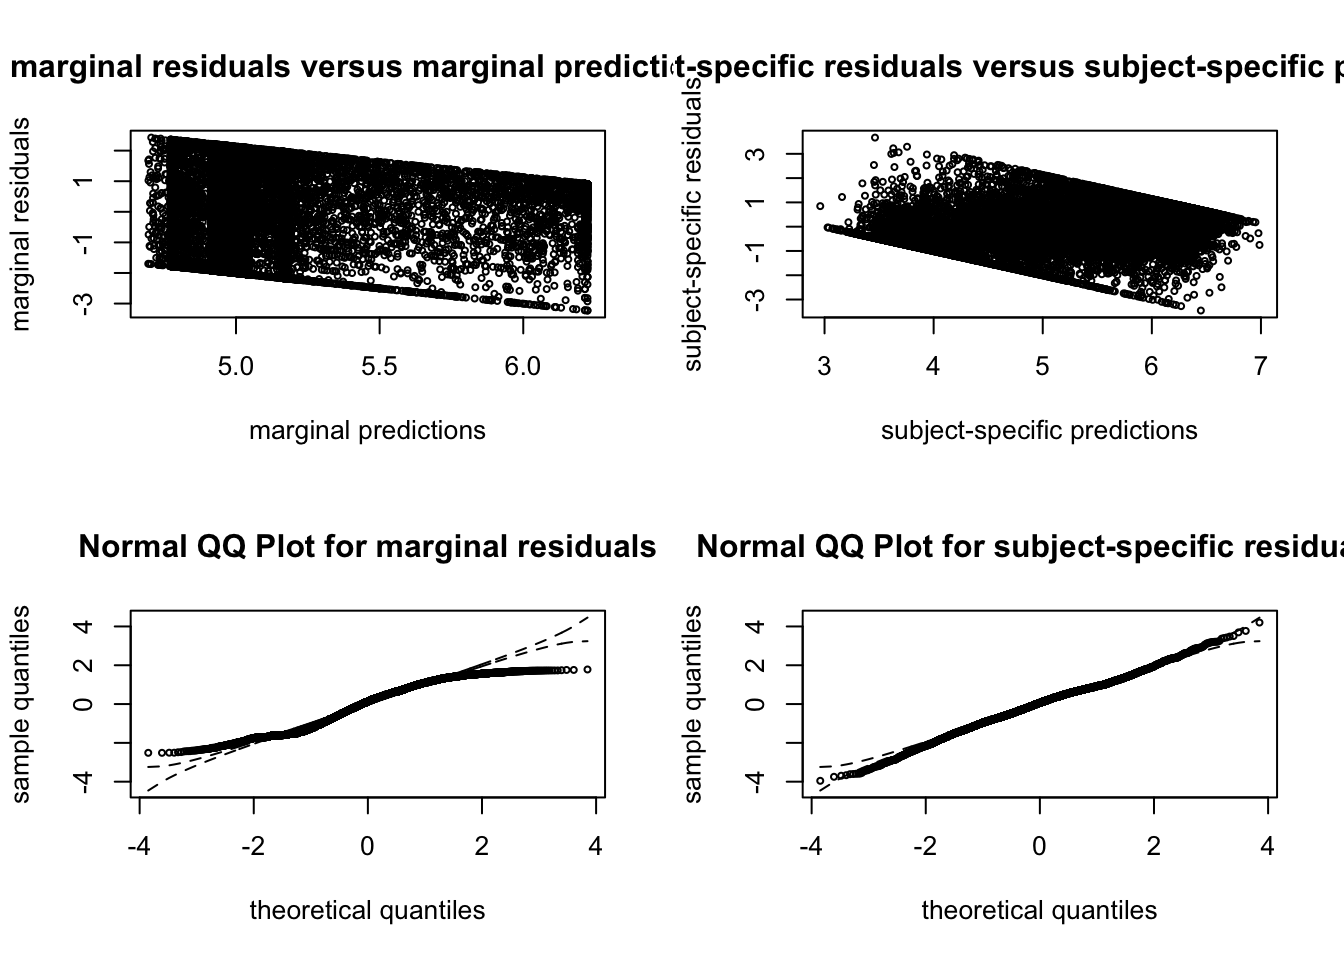 marginal residuals versus marginal predicti
t-specific residuals versus subject-specific p
marginal residuals
-3 -1 1
5.0 5.5 6.0
marginal predictions
subject-specific residuals
-3 -1 1 3
3 4 5 6 7
subject-specific predictions
Normal QQ Plot for marginal residuals
Normal QQ Plot for subject-specific residua
sample quantiles
-4 0 2 4
-4 -2 0 2 4
theoretical quantiles
sample quantiles
-4 0 2 4
-4 -2 0 2 4
theoretical quantiles